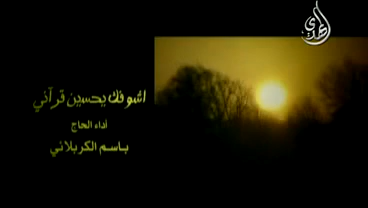 اشوفك يحسين قرآني
أداء الحاج
باسم الكربلائي